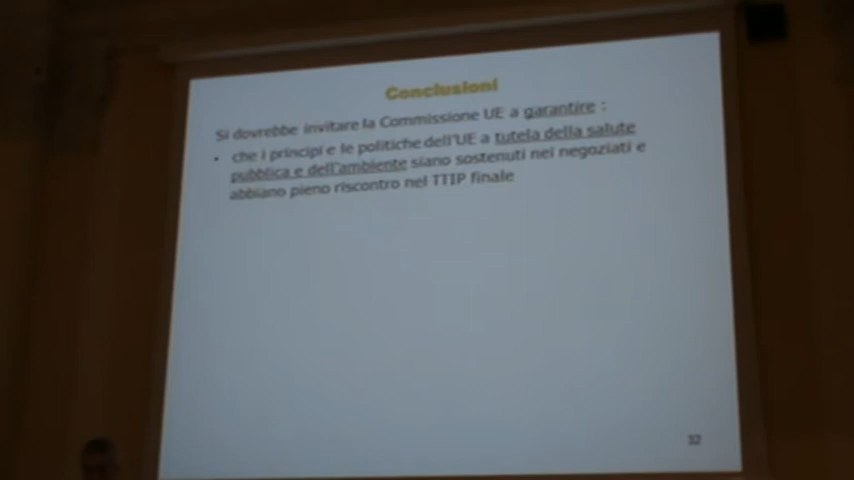 Conclusioni
Si dovrebbe invitare la Commissione UE a garantire :
• che i principi e le politiche dell'UE a tutela della salute
pubblica e dell'ambiente siano sostenuti nei negoziati e
abbiano pieno riscontro nel TTIP finale
32